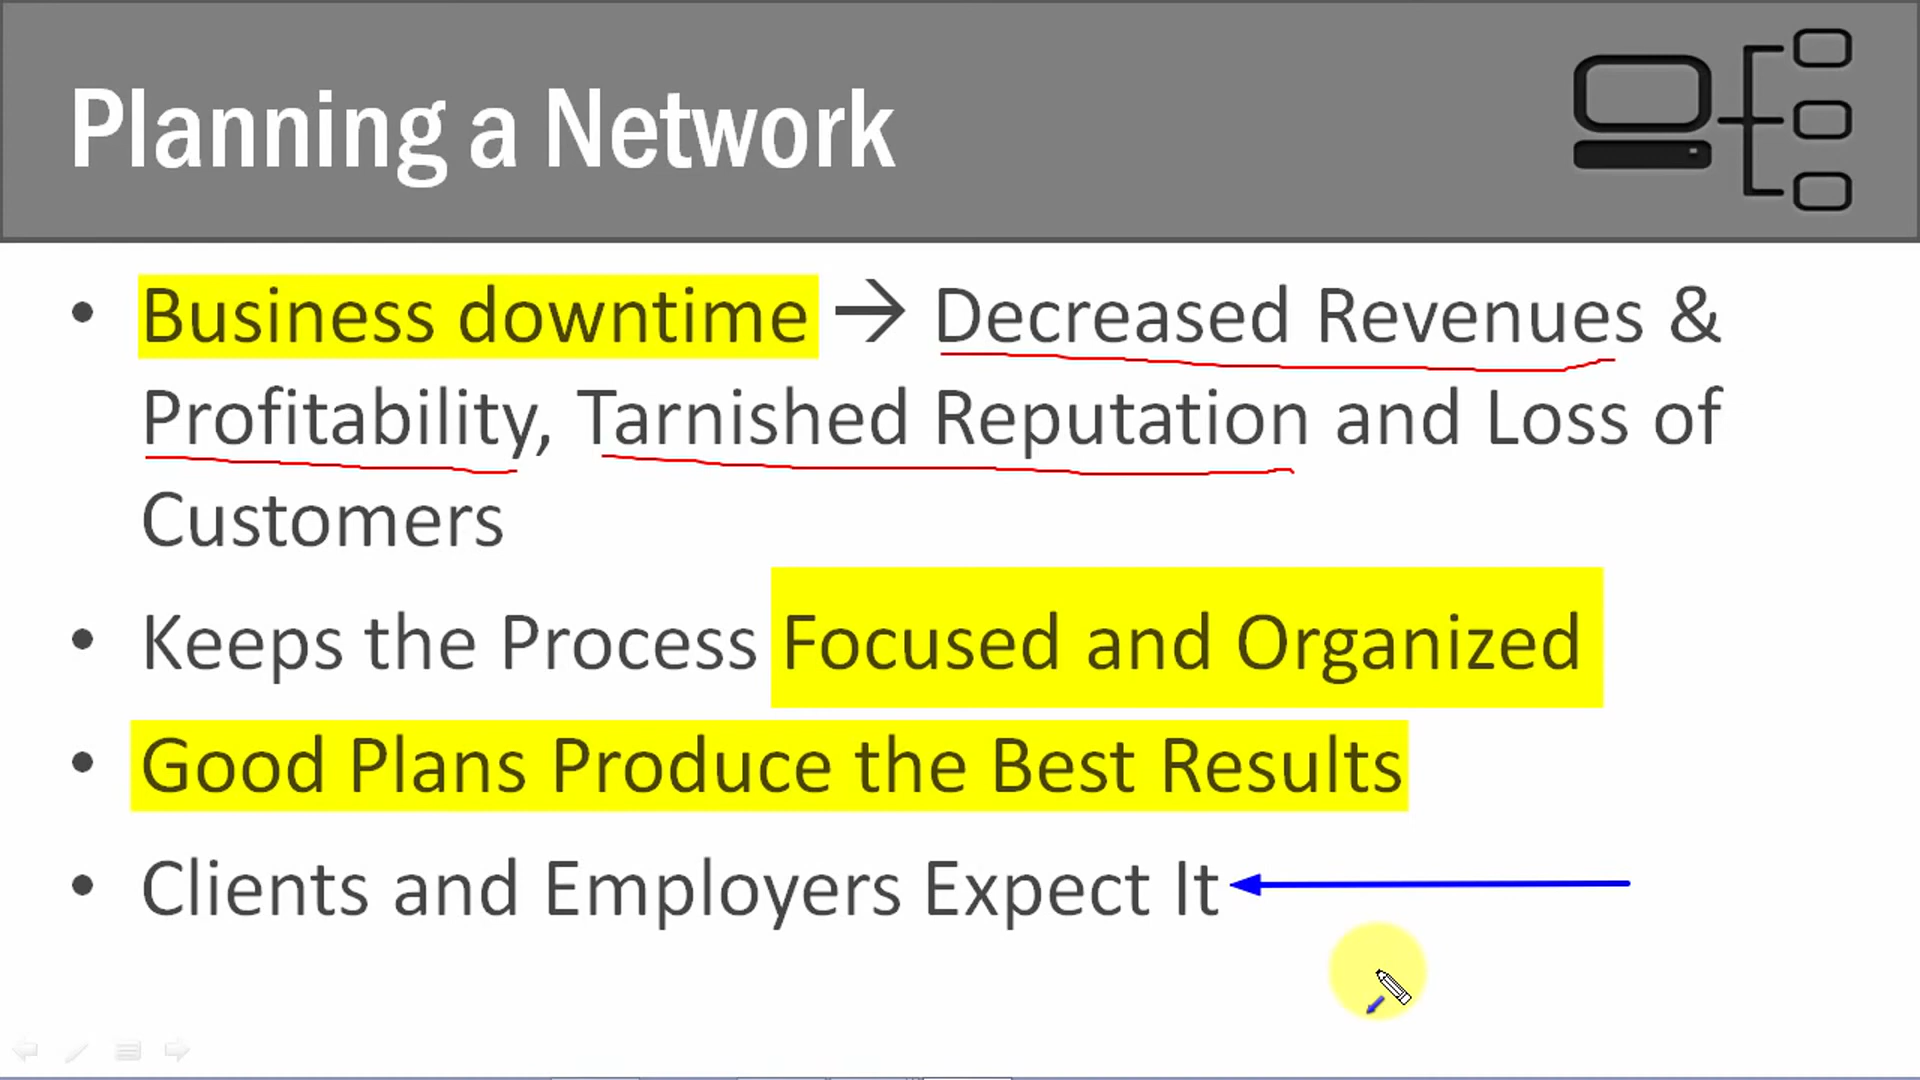 Planning a Network
• Business downtime → Decreased Revenues &
Profitability, Tarnished Reputation and Loss of
Customers
• Keeps the Process Focused and Organized
• Good Plans Produce the Best Results
• Clients and Employers Expect It